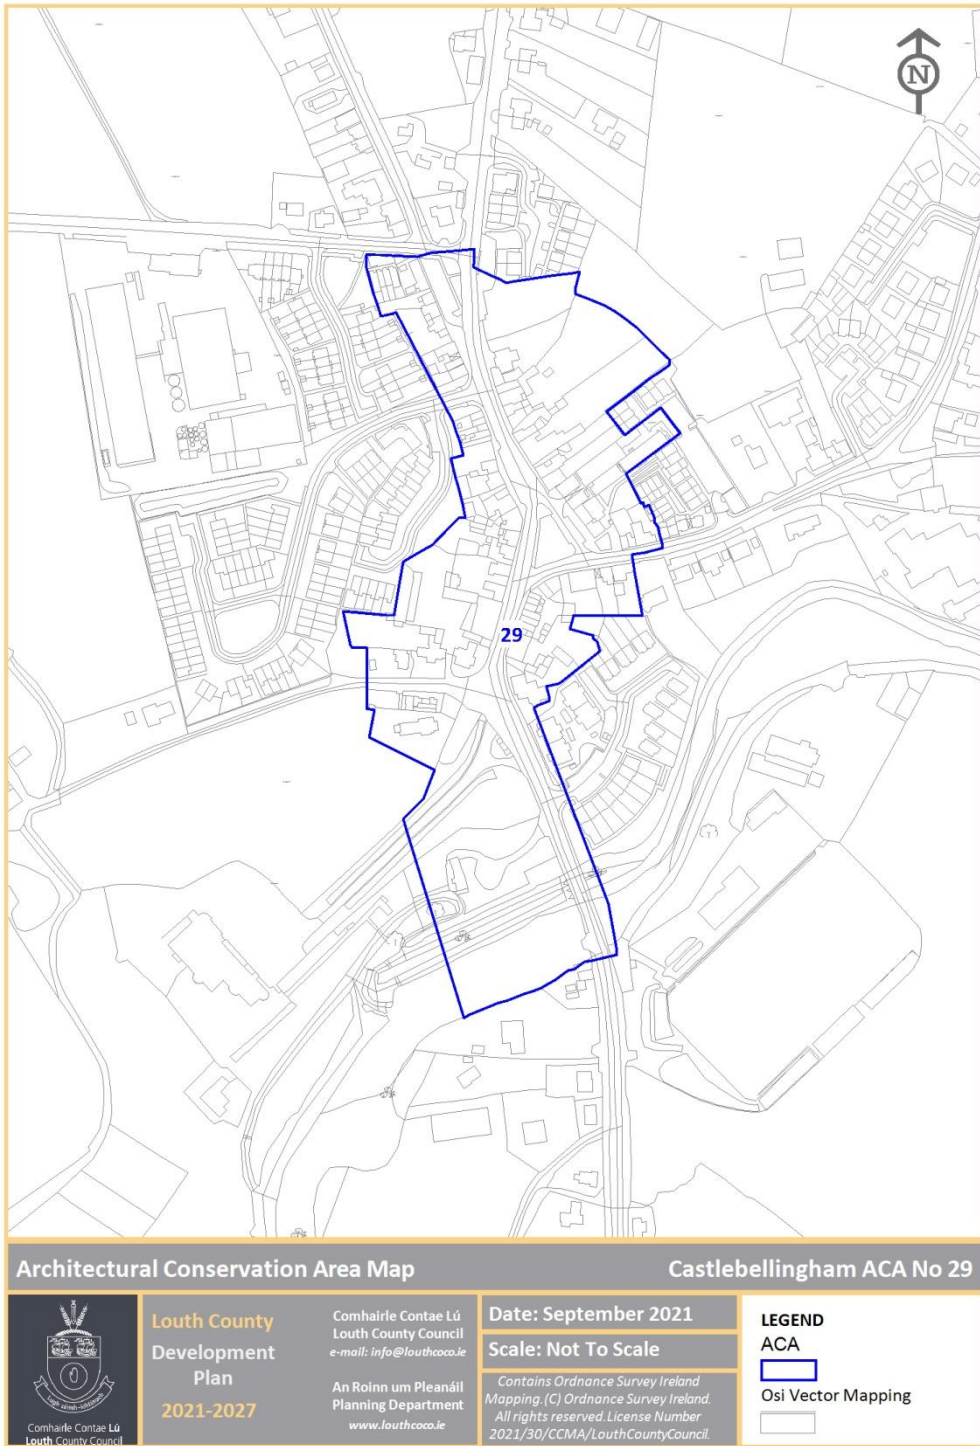 N
29
Architectural Conservation Area Map
Castlebellingham ACA No 29
Comhairle Contae Lú
Louth County Council
Louth County
Development
Plan
2021-2027
Comhairle Contae Lú
Louth County Council
e-mail: info@louthcoco.ie
An Roinn um Pleanáil
Planning Department
www.louthcoco.ie
Date: September 2021
Scale: Not To Scale
Contains Ordnance Survey Ireland
Mapping.(C) Ordnance Survey Ireland.
All rights reserved.License Number
2021/30/CCMA/LouthCountyCouncil.
LEGEND
ACA
Osi Vector Mapping